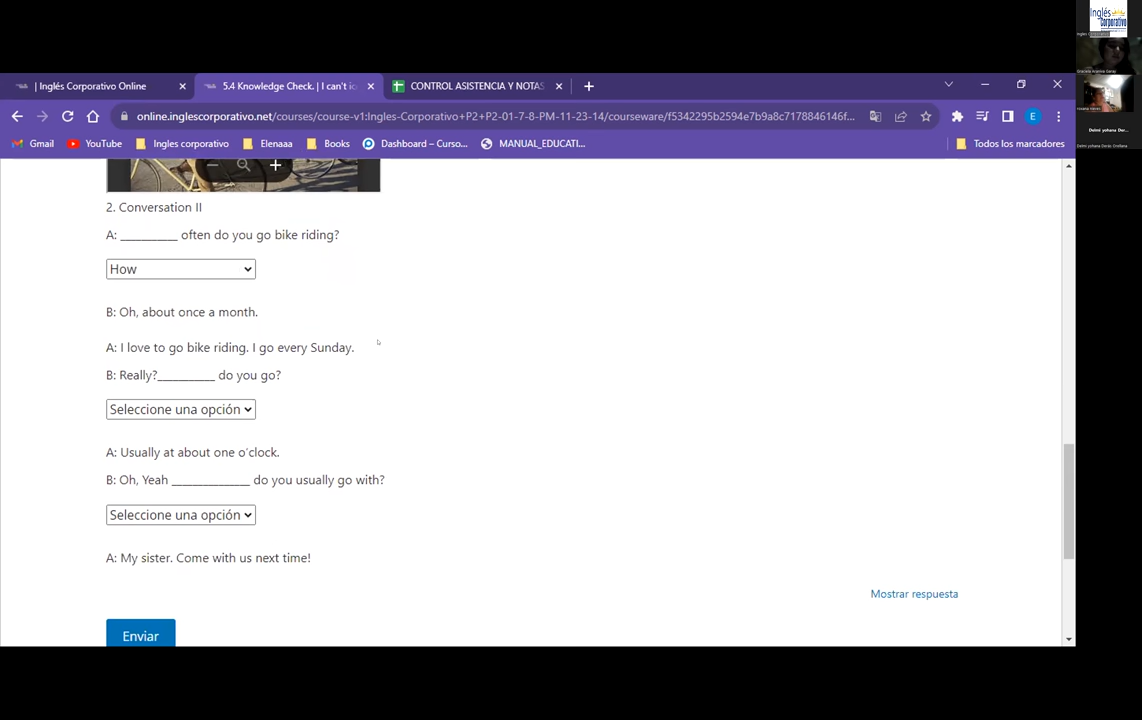 Inglés
Corporativo
| Inglés Corporativo Online
5.4 Knowledge Check. | I can't i
CONTROL ASISTENCIA Y NOTAS
online.inglescorporativo.net/courses/course-v1:Ingles-Corporativo+P2+P2-01-7-8-PM-11-23-14/courseware/f5342295b2594e7b9a8c7178846146f...
E
Gmail
YouTube
Ingles corporativo
Elenaaa
Books
Dashboard – Curso...
MANUAL_EDUCATI...
Todos los marcadores
2. Conversation II
A: __________ often do you go bike riding?
How
B: Oh, about once a month.
A: I love to go bike riding. I go every Sunday.
B: Really?__________ do you go?
Seleccione una opción
A: Usually at about one o'clock.
B: Oh, Yeah ______________ do you usually go with?
Seleccione una opción
A: My sister. Come with us next time!
Mostrar respuesta
Enviar